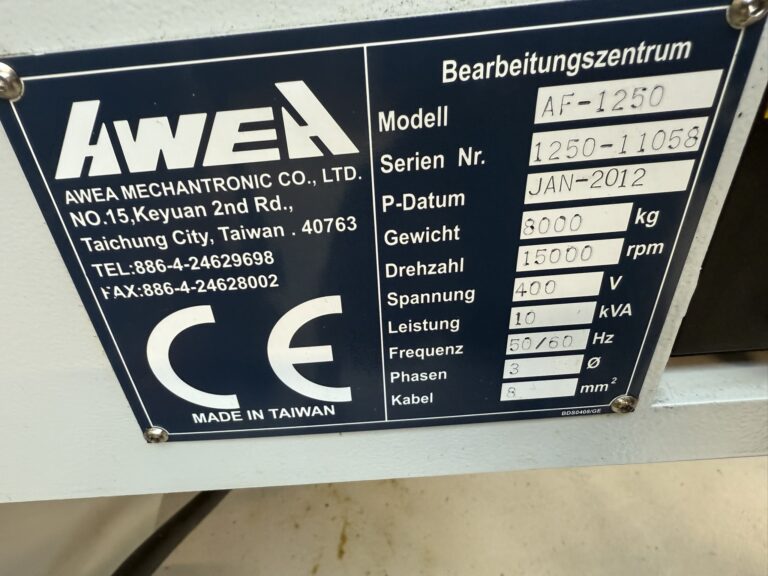 AWEA
AWEA MECHANTRONIC CO., LTD.
NO.15,Keyuan 2nd Rd.,
Taichung City, Taiwan . 40763
TEL:886-4-24629698
FAX:886-4-24628002
CE
MADE IN TAIWAN
Bearbeitungszentrum
Modell AF-1250
Serien Nr. 1250-11058
P-Datum JAN-2012
Gewicht 8000 kg
Drehzahl 15000 rpm
Spannung 400 V
Leistung 10 kVA
Frequenz 50/60 Hz
Phasen 3 Ø
Kabel 8 mm²
BDS0408/GE